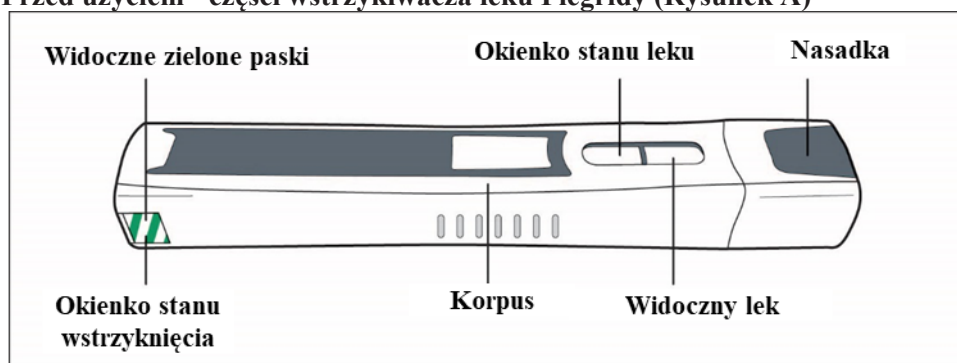 Przed użyciem - części wstrzykiwacza leku Plegridy (Rysunek A)
Widoczne zielone paski
Okienko stanu leku
Nasadka
Okienko stanu
wstrzyknięcia
Korpus
Widoczny lek